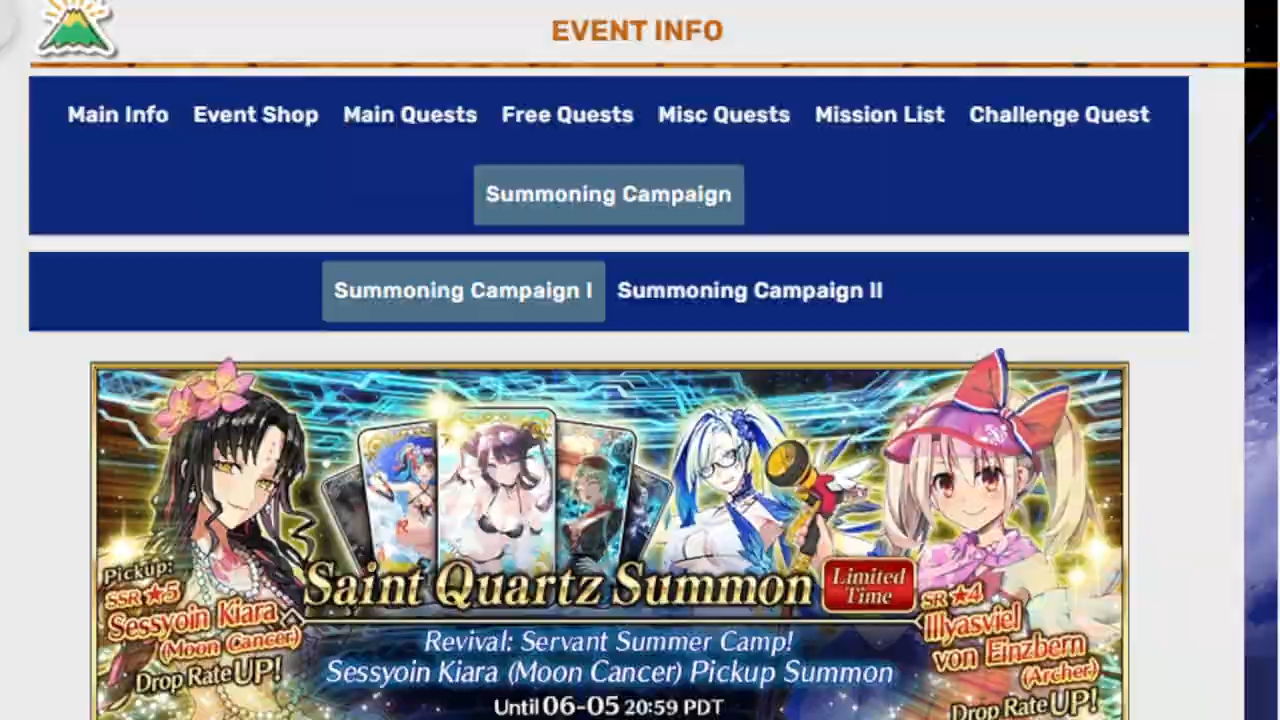 EVENT INFO
Main Info Event Shop Main Quests Free Quests Misc Quests Mission List Challenge Quest
Summoning Campaign
Summoning Campaign I Summoning Campaign II
Pickup:
SSR ★5
Sessyoin Kiara
(Moon Cancer)
Drop Rate UP!
Saint Quartz Summon
Limited
Time
Revival: Servant Summer Camp!
Sessyoin Kiara (Moon Cancer) Pickup Summon
Until 06-05 20:59 PDT
SR ★4
Illyasviel
von Einzbern
(Archer)
Drop Rate UP!